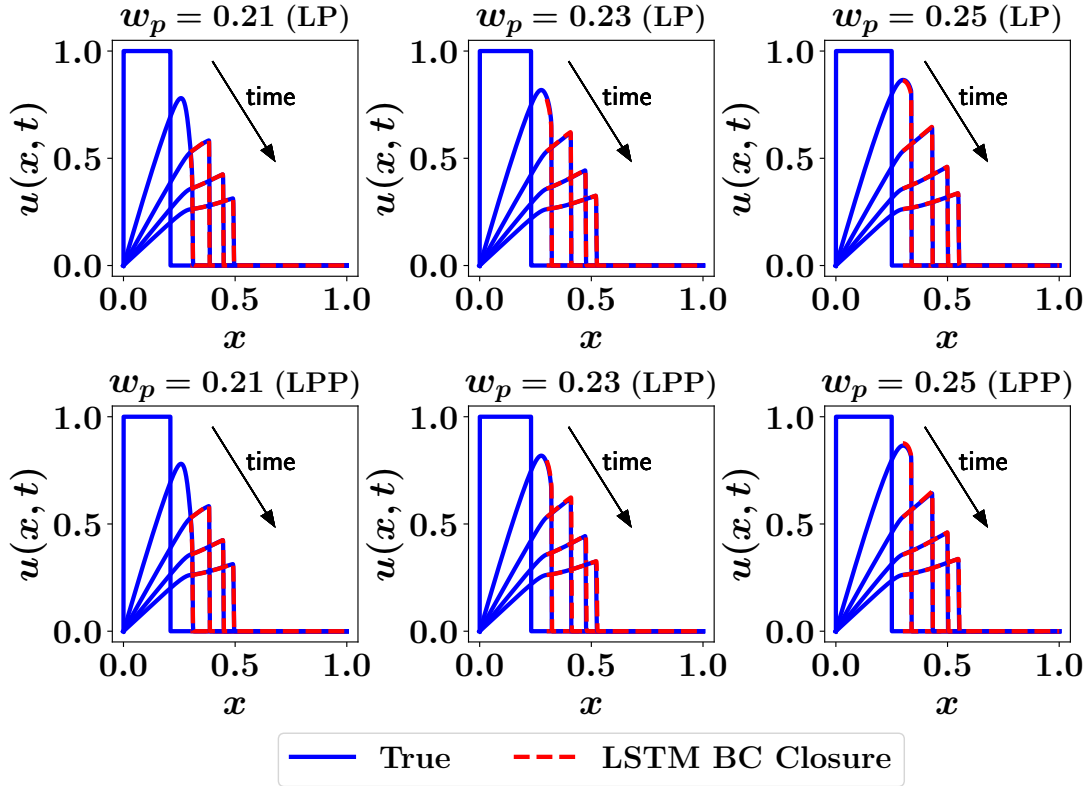 w_p = 0.21 (LP)
w_p = 0.23 (LP)
w_p = 0.25 (LP)
1.0
0.5
0.0
u(x, t)
time
0.0 0.5 1.0
x
1.0
0.5
0.0
u(x, t)
time
0.0 0.5 1.0
x
1.0
0.5
0.0
u(x, t)
time
0.0 0.5 1.0
x
w_p = 0.21 (LPP)
w_p = 0.23 (LPP)
w_p = 0.25 (LPP)
1.0
0.5
0.0
u(x, t)
time
0.0 0.5 1.0
x
1.0
0.5
0.0
u(x, t)
time
0.0 0.5 1.0
x
1.0
0.5
0.0
u(x, t)
time
0.0 0.5 1.0
x
True
LSTM BC Closure